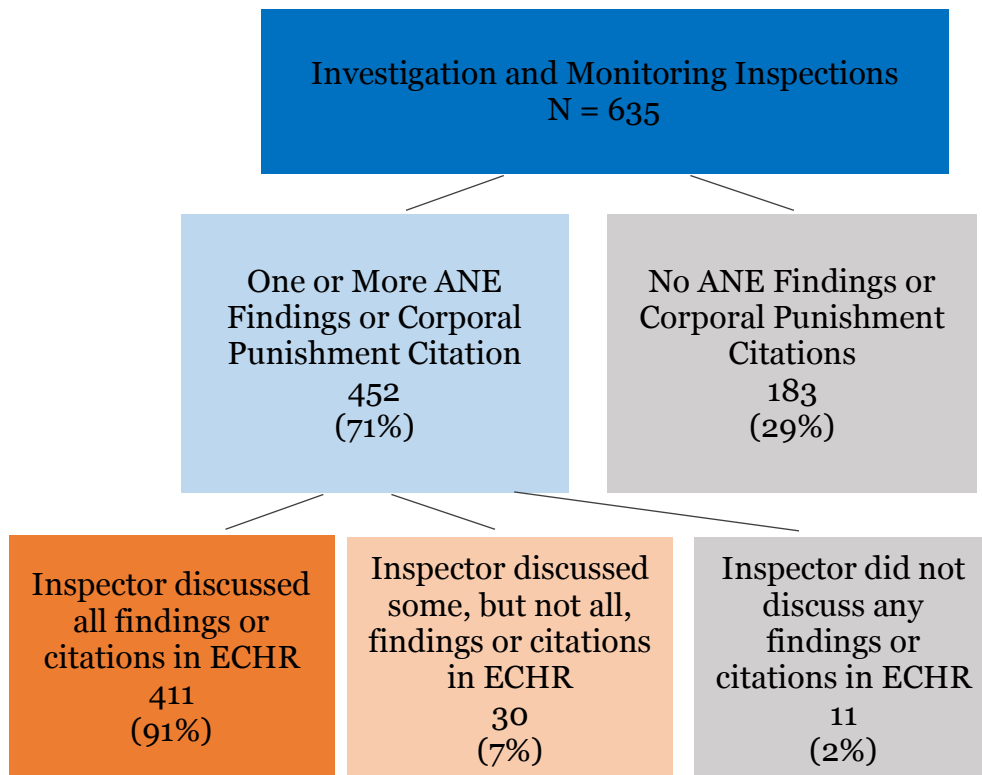 Investigation and Monitoring Inspections
N = 635
One or More ANE
Findings or Corporal
Punishment Citation
452
(71%)
No ANE Findings or
Corporal Punishment
Citations
183
(29%)
Inspector discussed
all findings or
citations in ECHR
411
(91%)
Inspector discussed
some, but not all,
findings or citations
in ECHR
30
(7%)
Inspector did not
discuss any
findings or
citations in ECHR
11
(2%)